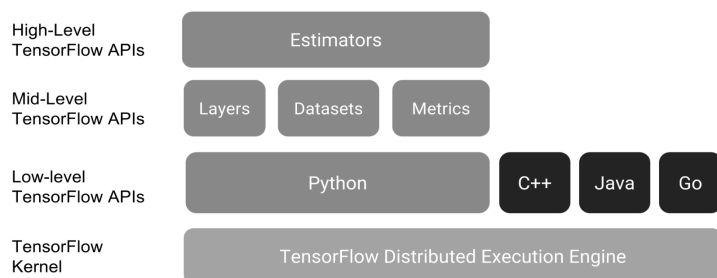 High-Level
TensorFlow APIs
Estimators
Mid-Level
TensorFlow APIs
Layers
Datasets
Metrics
Low-level
TensorFlow APIs
Python
C++
Java
Go
TensorFlow
Kernel
TensorFlow Distributed Execution Engine